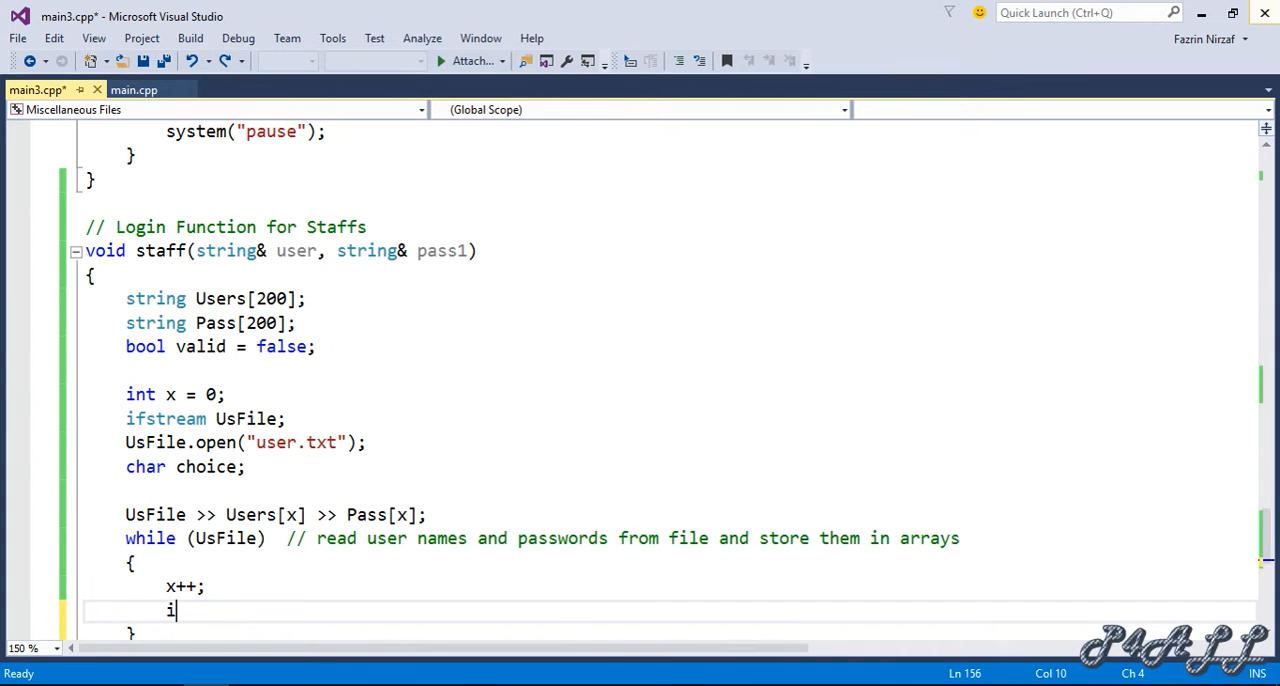 main3.cpp* - Microsoft Visual Studio
Quick Launch (Ctrl+Q)
File Edit View Project Build Debug Team Tools Test Analyze Window Help
Fazrin Nirzaf
Attach...
main3.cpp* main.cpp
Miscellaneous Files (Global Scope)
system("pause");
}
}
// Login Function for Staffs
void staff(string& user, string& pass1)
{
string Users[200];
string Pass[200];
bool valid = false;
int x = 0;
ifstream UsFile;
UsFile.open("user.txt");
char choice;
UsFile >> Users[x] >> Pass[x];
while (UsFile) // read user names and passwords from file and store them in arrays
{
x++;
i
}
150 %
P4ALL
Ready Ln 156 Col 10 Ch 4 INS